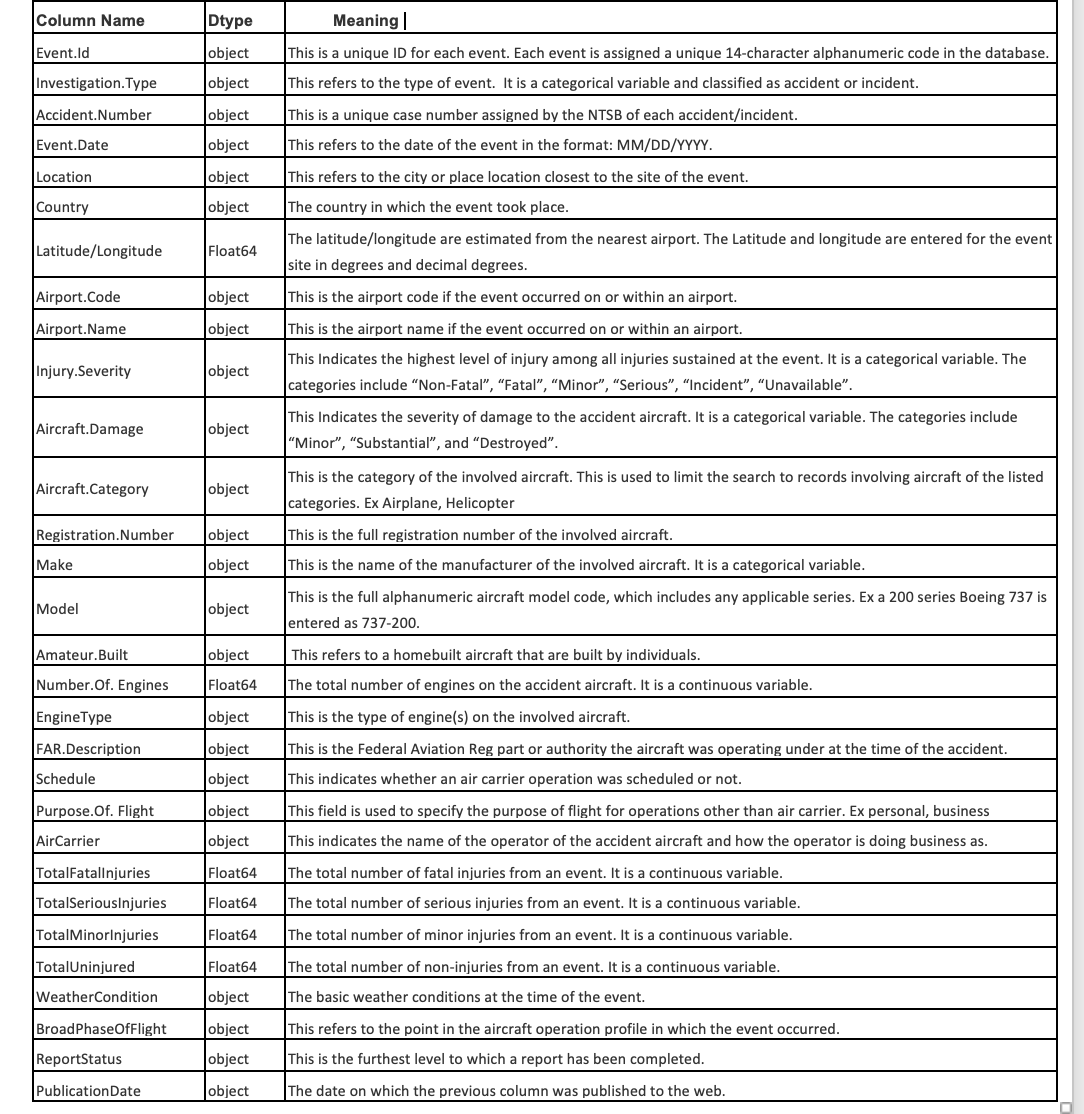 Column Name Dtype Meaning
Event.Id object This is a unique ID for each event. Each event is assigned a unique 14-character alphanumeric code in the database.
Investigation.Type object This refers to the type of event.  It is a categorical variable and classified as accident or incident.
Accident.Number object This is a unique case number assigned by the NTSB of each accident/incident.
Event.Date object This refers to the date of the event in the format: MM/DD/YYYY.
Location object This refers to the city or place location closest to the site of the event.
Country object The country in which the event took place.
Latitude/Longitude Float64 The latitude/longitude are estimated from the nearest airport. The Latitude and longitude are entered for the event
site in degrees and decimal degrees.
Airport.Code object This is the airport code if the event occurred on or within an airport.
Airport.Name object This is the airport name if the event occurred on or within an airport.
Injury.Severity object This Indicates the highest level of injury among all injuries sustained at the event. It is a categorical variable. The
categories include “Non-Fatal”, “Fatal”, “Minor”, “Serious”, “Incident”, “Unavailable”.
Aircraft.Damage object This Indicates the severity of damage to the accident aircraft. It is a categorical variable. The categories include
“Minor”, “Substantial”, and “Destroyed”.
Aircraft.Category object This is the category of the involved aircraft. This is used to limit the search to records involving aircraft of the listed
categories. Ex Airplane, Helicopter
Registration.Number object This is the full registration number of the involved aircraft.
Make object This is the name of the manufacturer of the involved aircraft. It is a categorical variable.
Model object This is the full alphanumeric aircraft model code, which includes any applicable series. Ex a 200 series Boeing 737 is
entered as 737-200.
Amateur.Built object This refers to a homebuilt aircraft that are built by individuals.
Number.Of. Engines Float64 The total number of engines on the accident aircraft. It is a continuous variable.
EngineType object This is the type of engine(s) on the involved aircraft.
FAR.Description object This is the Federal Aviation Reg part or authority the aircraft was operating under at the time of the accident.
Schedule object This indicates whether an air carrier operation was scheduled or not.
Purpose.Of. Flight object This field is used to specify the purpose of flight for operations other than air carrier. Ex personal, business
AirCarrier object This indicates the name of the operator of the accident aircraft and how the operator is doing business as.
TotalFatalInjuries Float64 The total number of fatal injuries from an event. It is a continuous variable.
TotalSeriousInjuries Float64 The total number of serious injuries from an event. It is a continuous variable.
TotalMinorInjuries Float64 The total number of minor injuries from an event. It is a continuous variable.
TotalUninjured Float64 The total number of non-injuries from an event. It is a continuous variable.
WeatherCondition object The basic weather conditions at the time of the event.
BroadPhaseOfFlight object This refers to the point in the aircraft operation profile in which the event occurred.
ReportStatus object This is the furthest level to which a report has been completed.
PublicationDate object The date on which the previous column was published to the web.